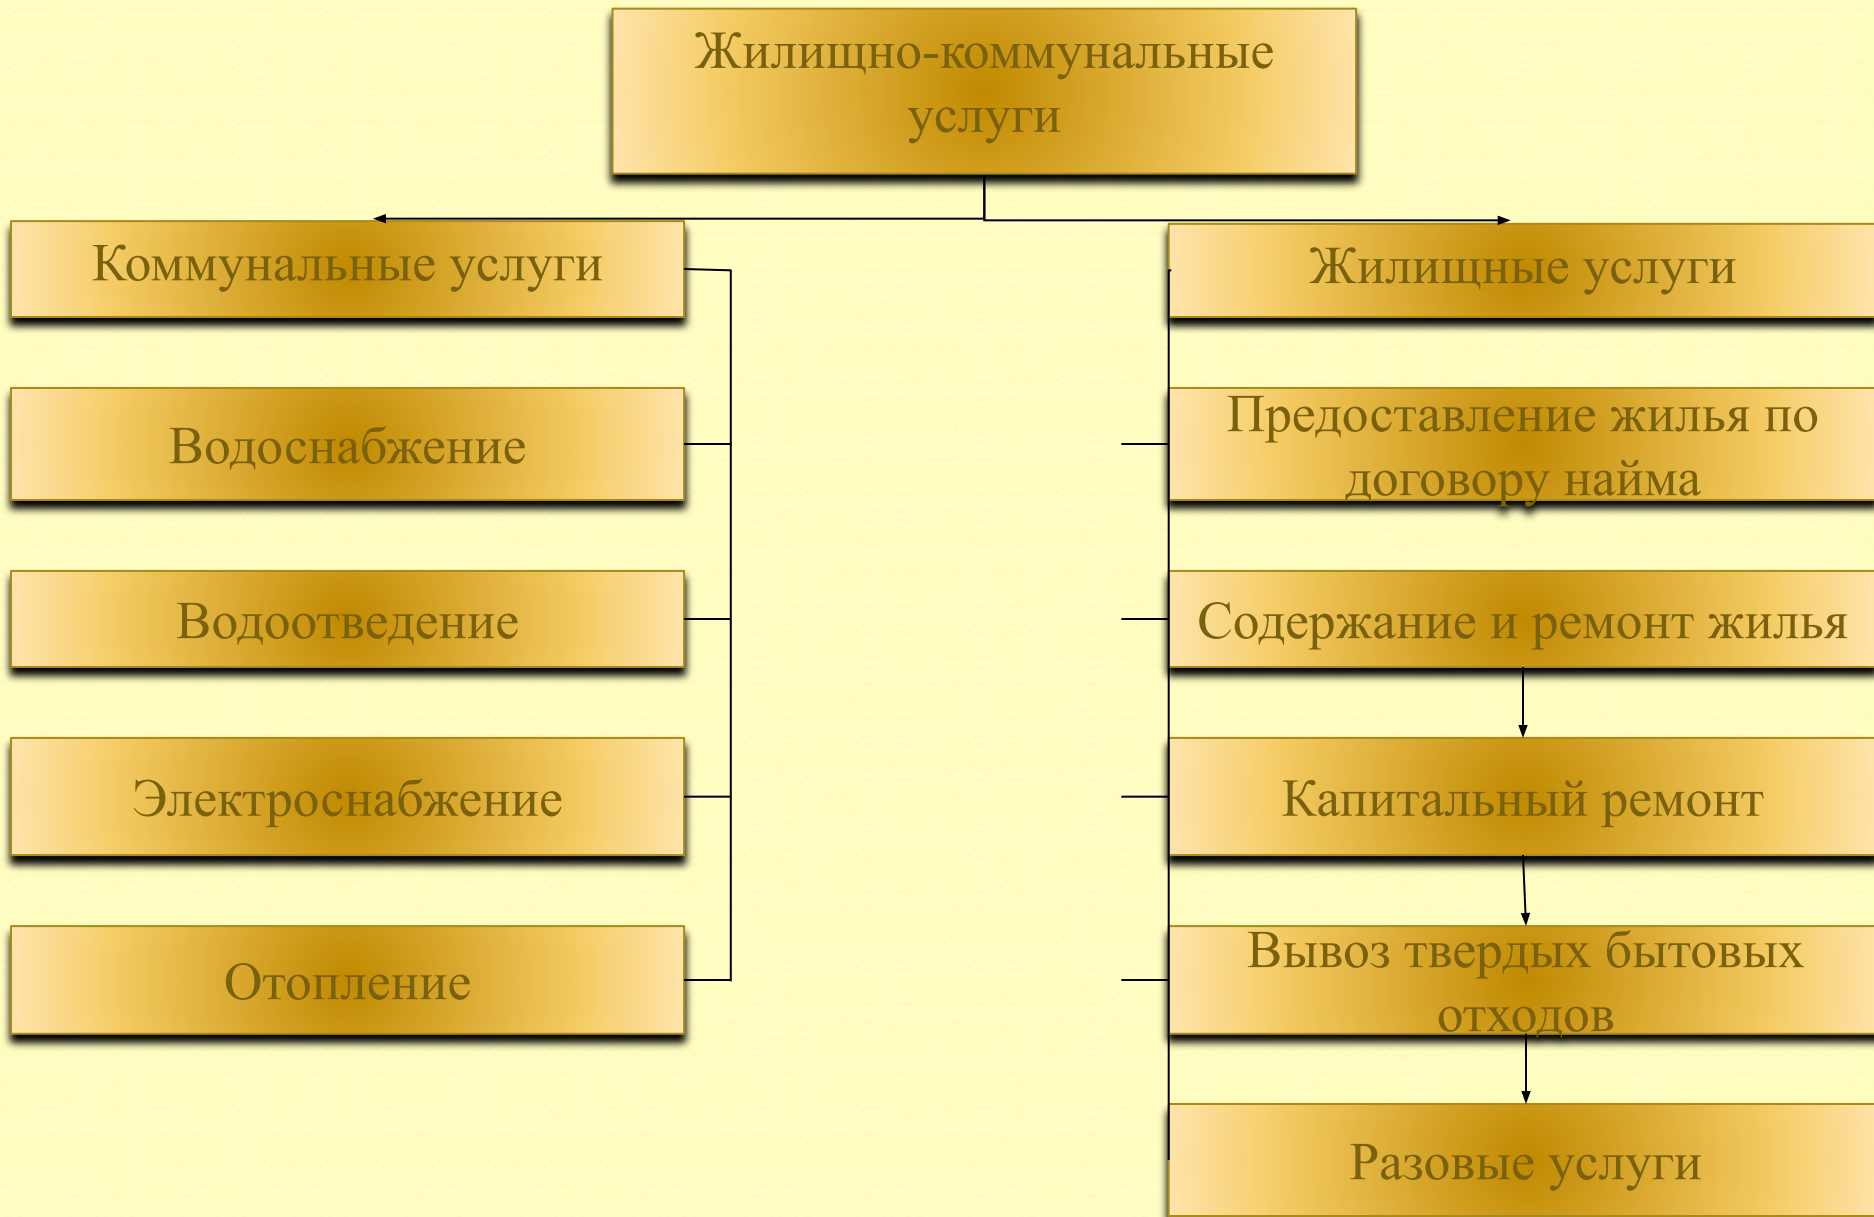 Жилищно-коммунальные
услуги
Коммунальные услуги
Водоснабжение
Водоотведение
Электроснабжение
Отопление
Жилищные услуги
Предоставление жилья по
договору найма
Содержание и ремонт жилья
Капитальный ремонт
Вывоз твердых бытовых
отходов
Разовые услуги